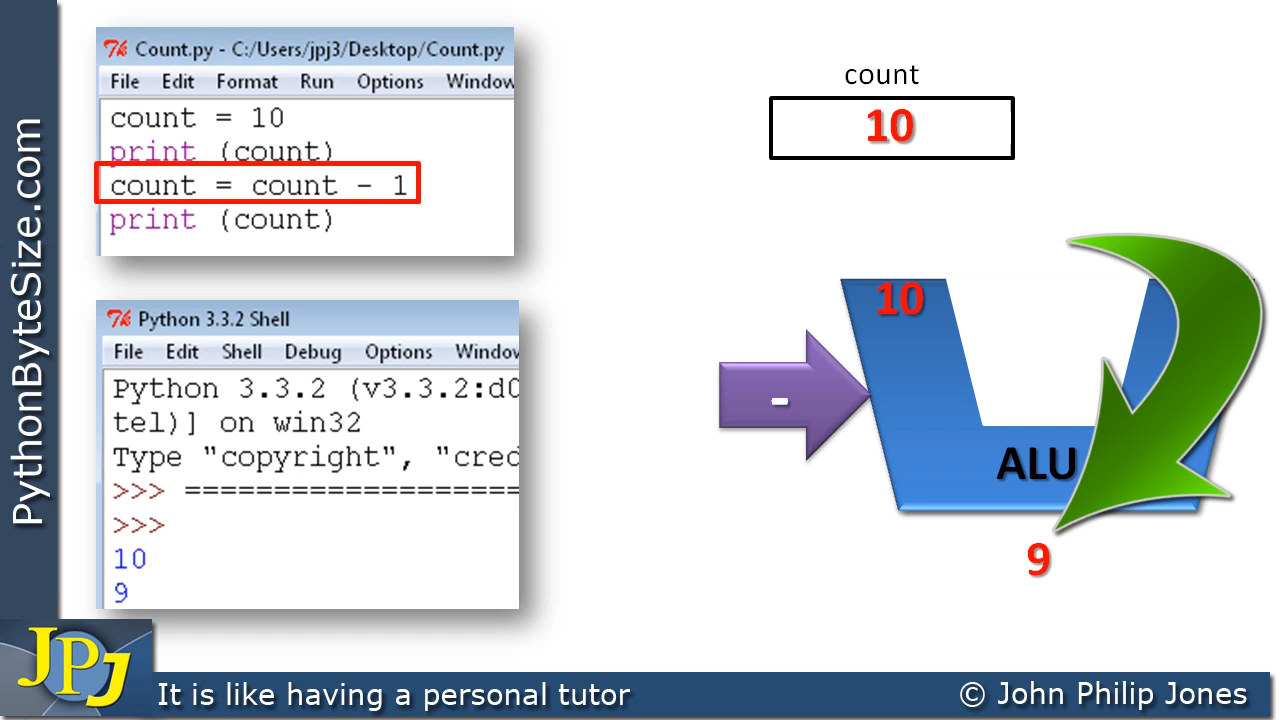 PythonByteSize.com
Count.py - C:/Users/jpj3/Desktop/Count.py
File Edit Format Run Options Window
count = 10
print (count)
count = count - 1
print (count)
Python 3.3.2 Shell
File Edit Shell Debug Options Window
Python 3.3.2 (v3.3.2:d0
tel)] on win32
Type "copyright", "cred
>>> ===================
>>>
10
9
count
10
10
-
ALU
9
JPJ
It is like having a personal tutor
© John Philip Jones